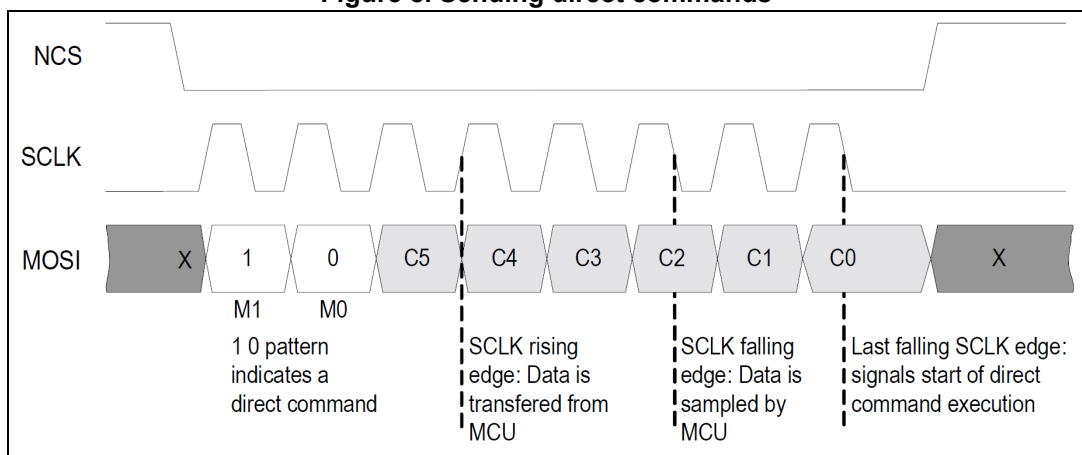 Figure 8. Sending direct commands
NCS
SCLK
MOSI
X
1
0
C5
C4
C3
C2
C1
C0
X
M1
M0
1 0 pattern
indicates a
direct command
SCLK rising
edge: Data is
transfered from
MCU
SCLK falling
edge: Data is
sampled by
MCU
Last falling SCLK edge:
signals start of direct
command execution